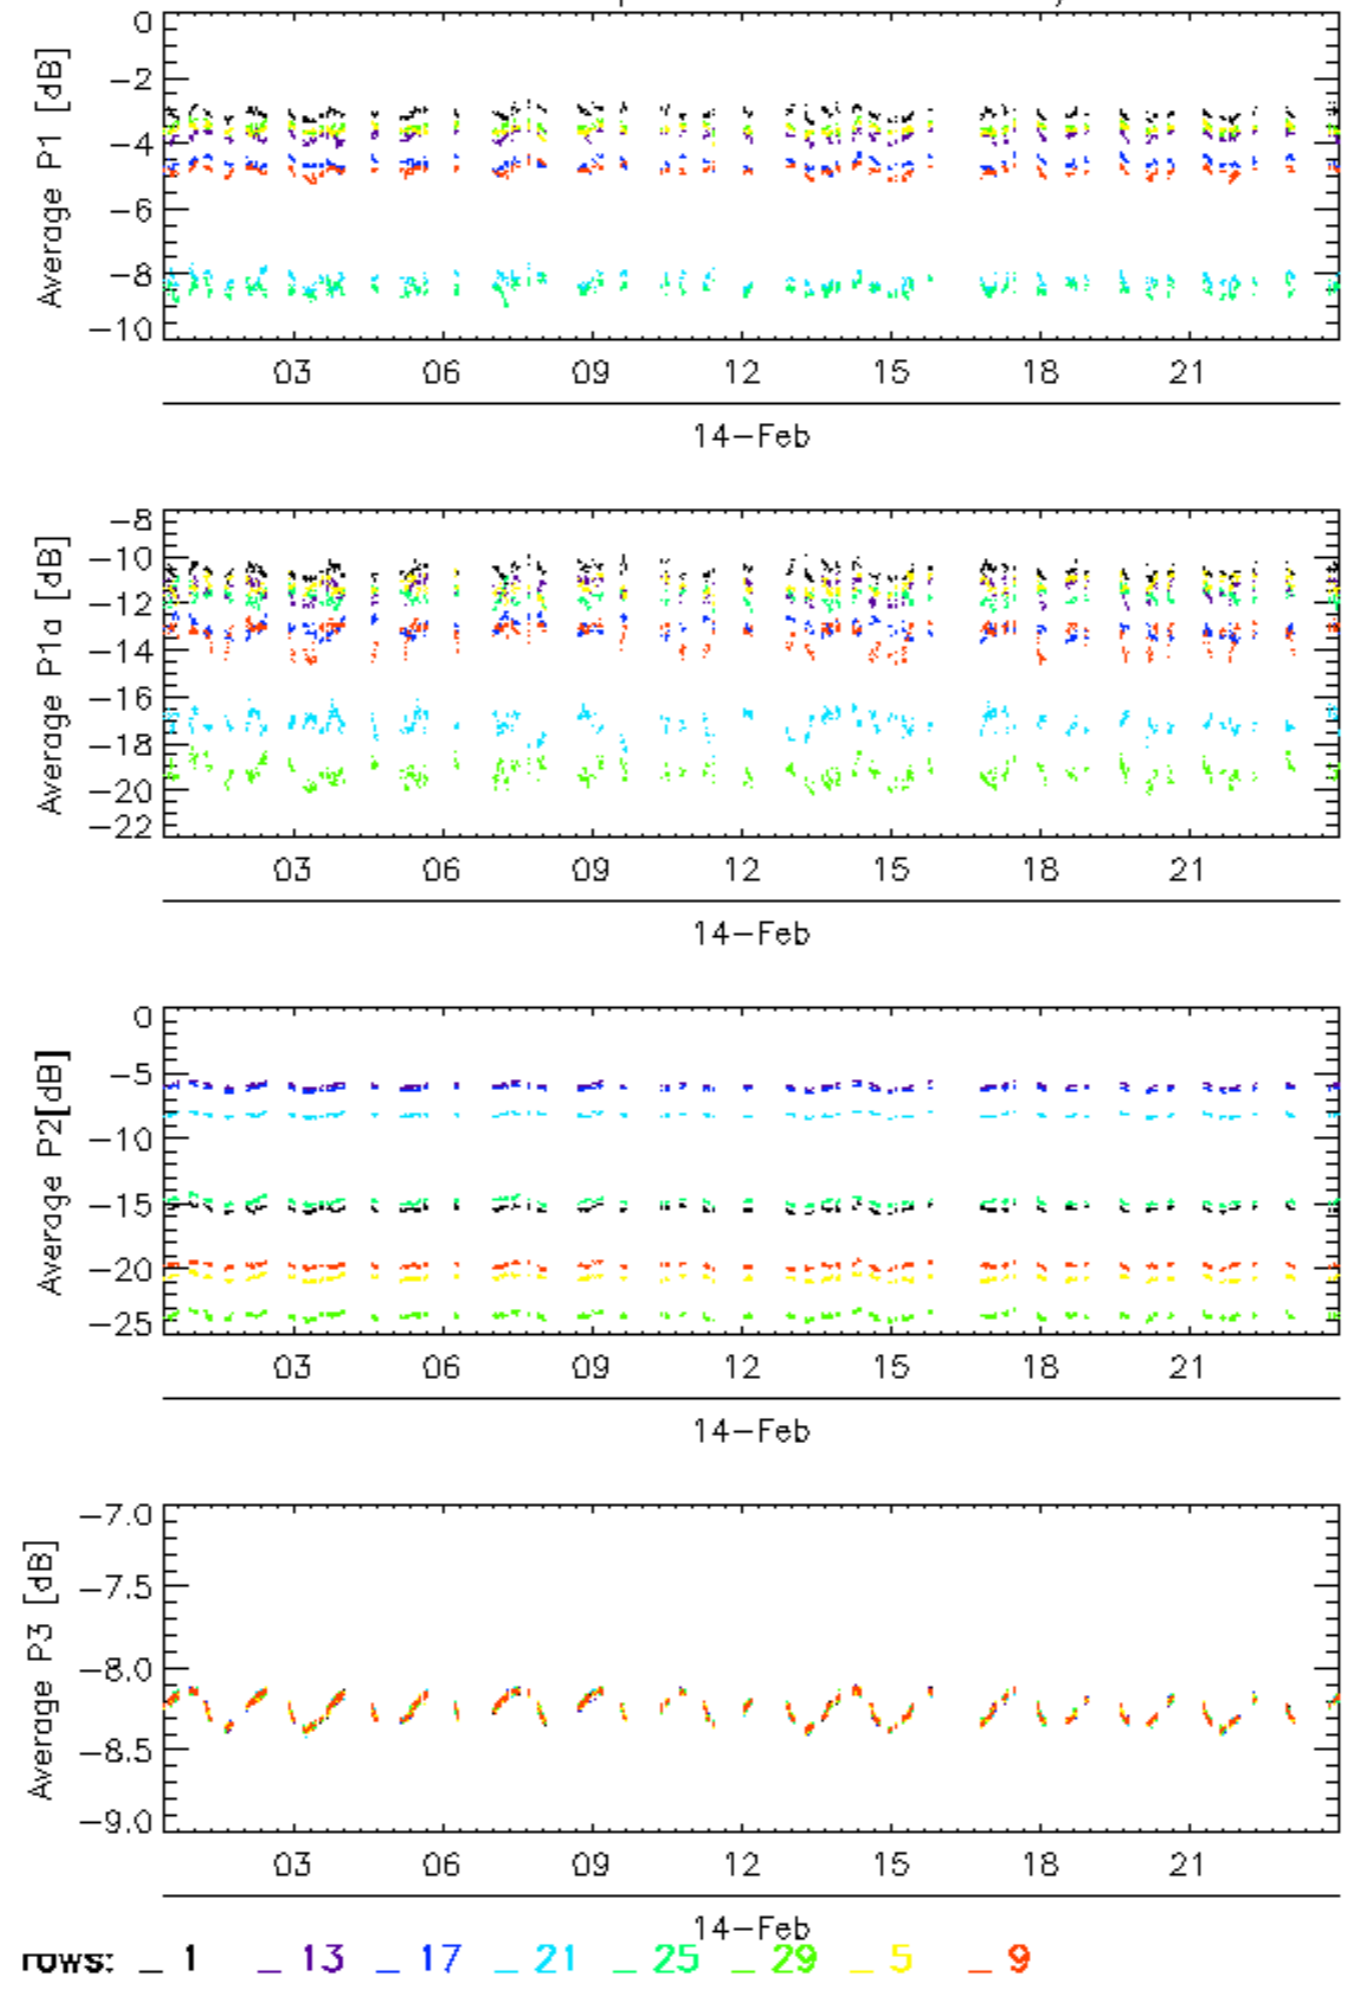 0
−2
−4
−6
−8
−10
Average P1 [dB]
03 06 09 12 15 18 21
14−Feb
−8
−10
−12
−14
−16
−18
−20
−22
Average P1a [dB]
03 06 09 12 15 18 21
14−Feb
0
−5
−10
−15
−20
−25
Average P2[dB]
03 06 09 12 15 18 21
14−Feb
−7.0
−7.5
−8.0
−8.5
−9.0
Average P3 [dB]
03 06 09 12 15 18 21
14−Feb
rows: _ 1 _ 13 _ 17 _ 21 _ 25 _ 29 _ 5 _ 9